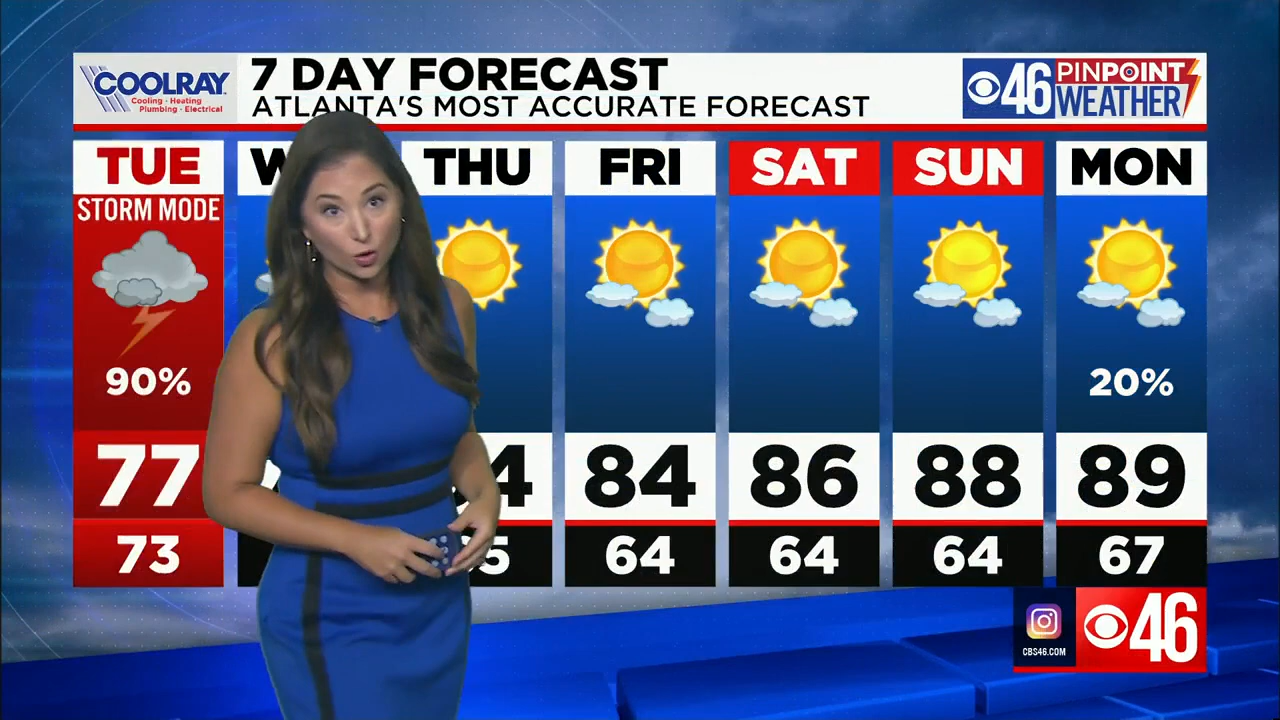 COOLRAY
Cooling · Heating
Plumbing · Electrical
7 DAY FORECAST
ATLANTA'S MOST ACCURATE FORECAST
46
PINPOINT
WEATHER
TUE
THU
FRI
SAT
SUN
MON
STORM MODE
90%
20%
77
84
86
88
89
73
64
64
64
67
CBS46.COM
46